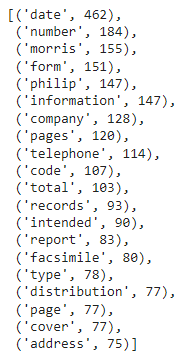 [('date', 462),
('number', 184),
('morris', 155),
('form', 151),
('philip', 147),
('information', 147),
('company', 128),
('pages', 120),
('telephone', 114),
('code', 107),
('total', 103),
('records', 93),
('intended', 90),
('report', 83),
('facsimile', 80),
('type', 78),
('distribution', 77),
('page', 77),
('cover', 77),
('address', 75)]